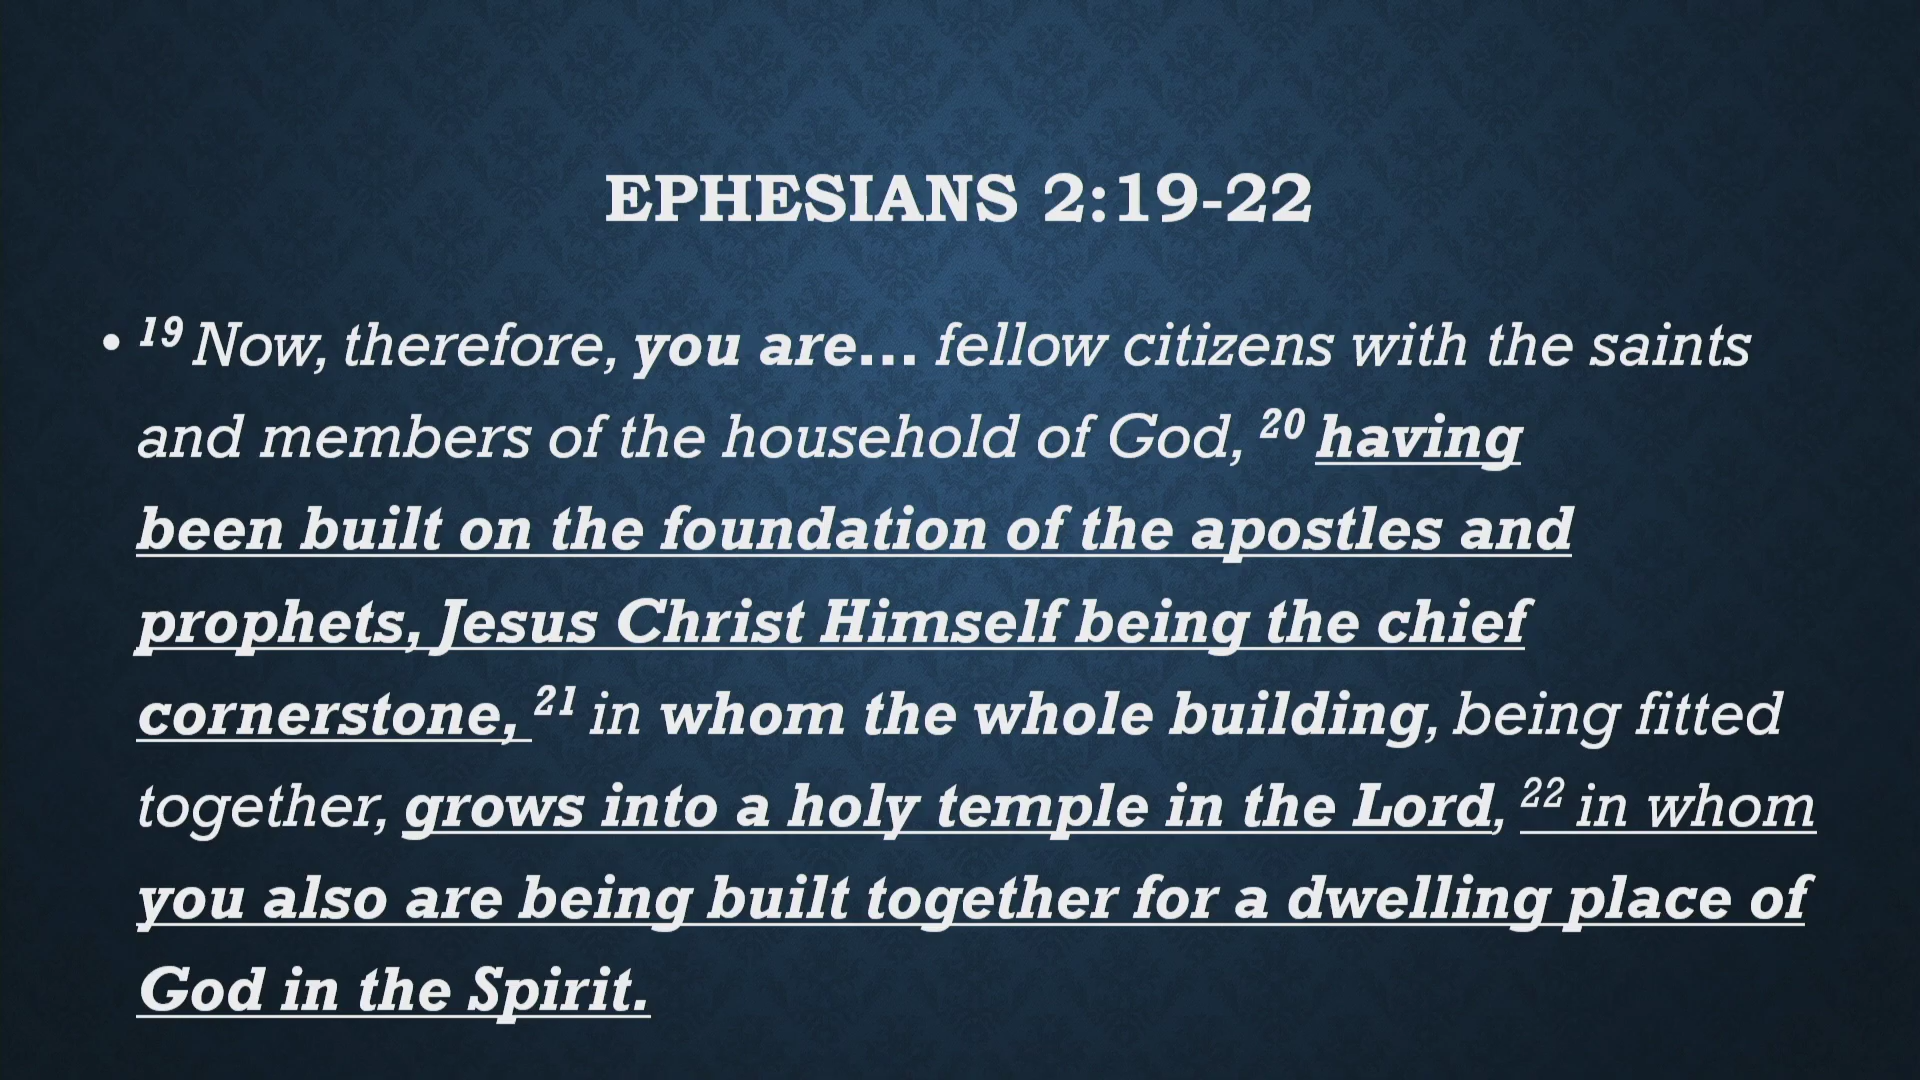 EPHESIANS 2:19-22
• 19 Now, therefore, you are... fellow citizens with the saints
and members of the household of God, 20 having
been built on the foundation of the apostles and
prophets, Jesus Christ Himself being the chief
cornerstone, 21 in whom the whole building, being fitted
together, grows into a holy temple in the Lord, 22 in whom
you also are being built together for a dwelling place of
God in the Spirit.